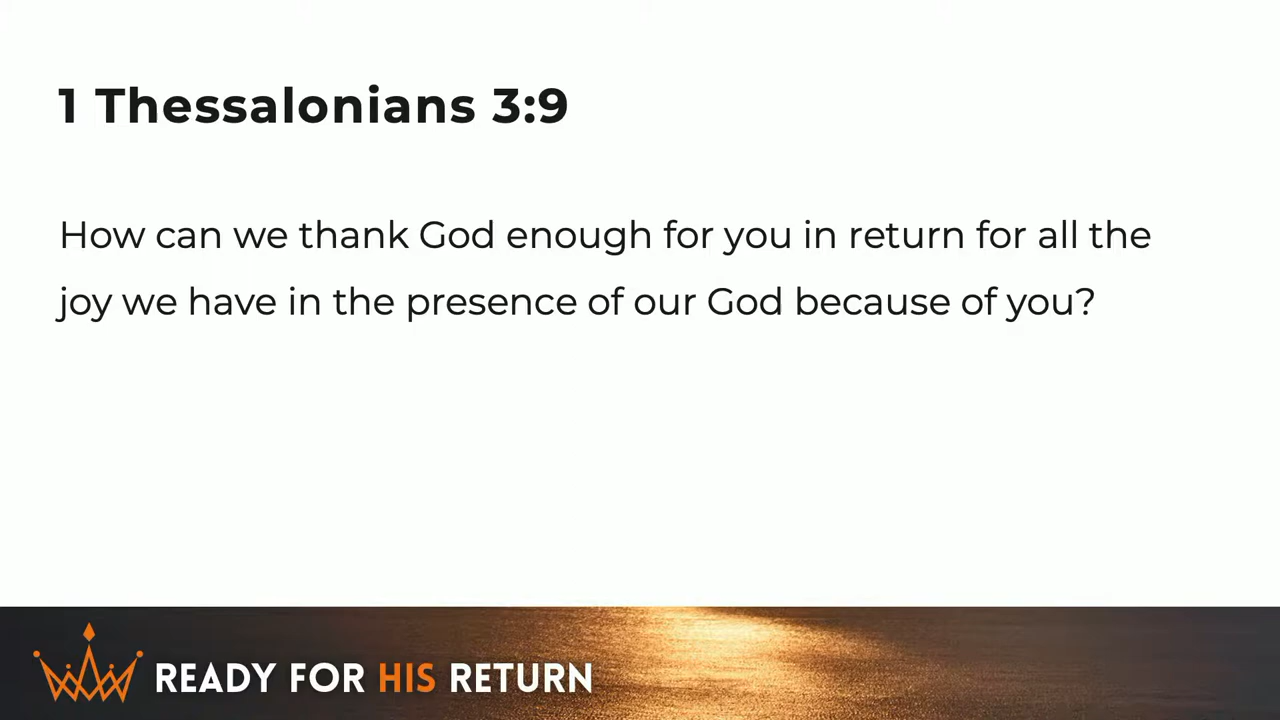 1 Thessalonians 3:9
How can we thank God enough for you in return for all the
joy we have in the presence of our God because of you?
READY FOR HIS RETURN